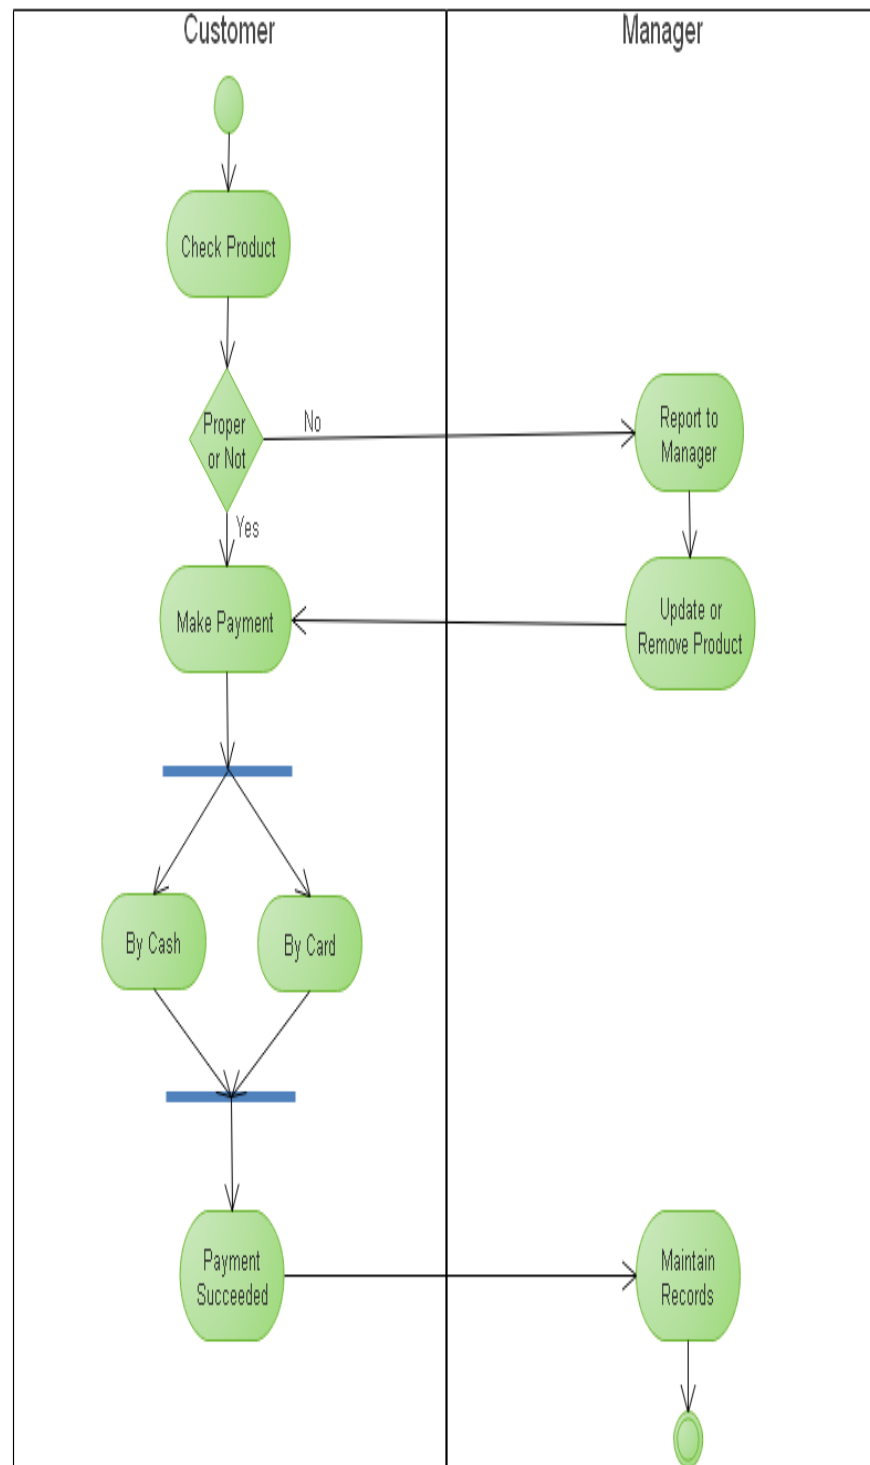 Customer
Manager
Check Product
Proper
or Not
No
Report to
Manager
Yes
Make Payment
Update or
Remove Product
By Cash
By Card
Payment
Succeeded
Maintain
Records